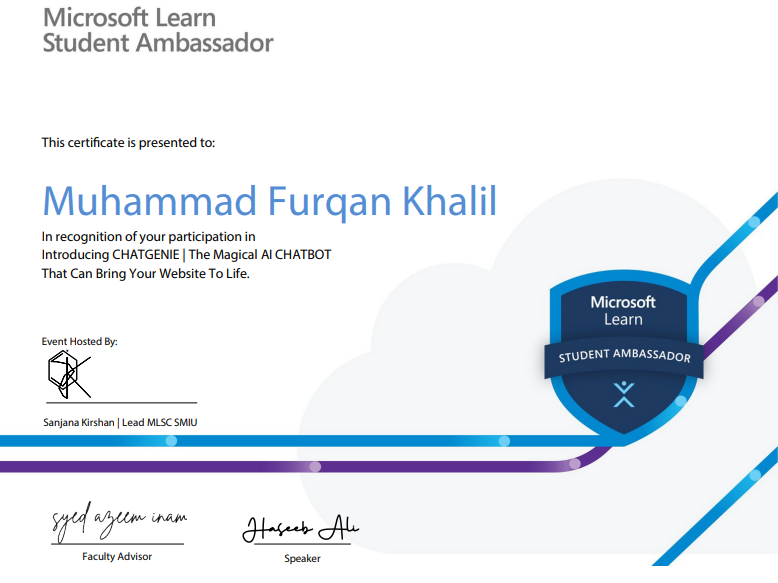 Microsoft Learn
Student Ambassador
This certificate is presented to:
Muhammad Furqan Khalil
In recognition of your participation in
Introducing CHATGENIE | The Magical AI CHATBOT
That Can Bring Your Website To Life.
Microsoft
Learn
STUDENT AMBASSADOR
Event Hosted By:
Sanjana Kirshan | Lead MLSC SMIU
syed azeem inam
Haseeb Ali
Faculty Advisor
Speaker